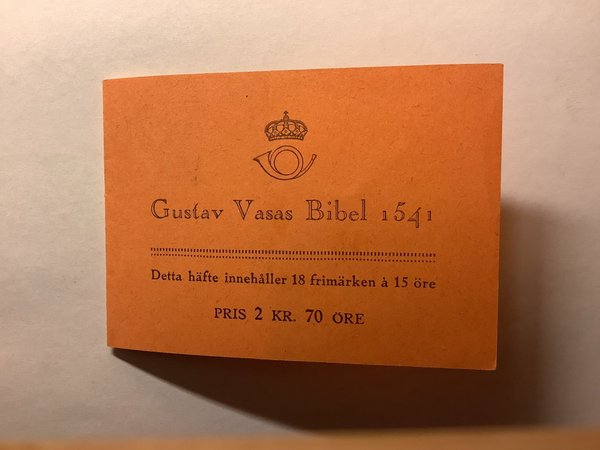 Gustav Vasas Bibel 1541
Detta häfte innehåller 18 frimärken à 15 öre
PRIS 2 KR. 70 ÖRE